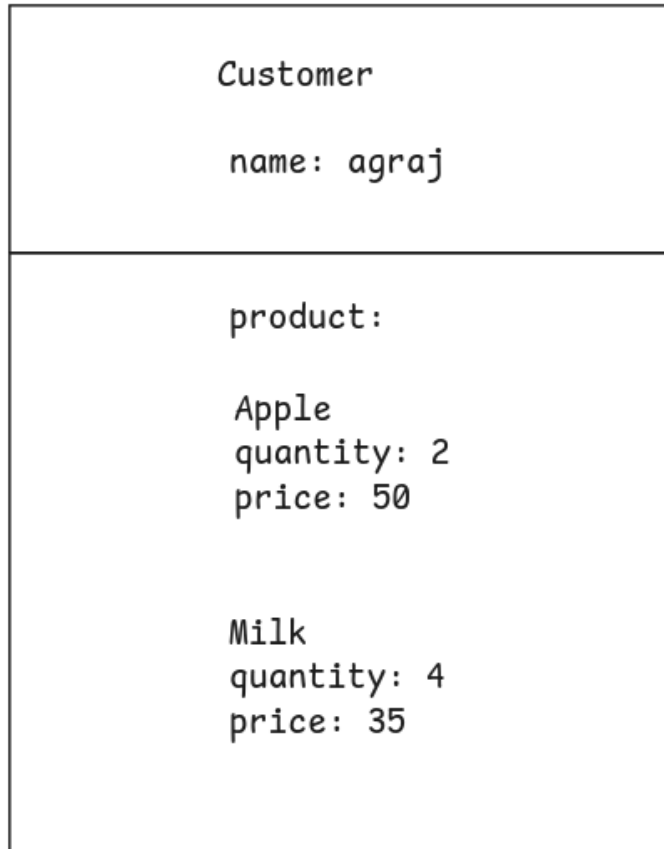 Customer
name: agraj
product:
Apple
quantity: 2
price: 50
Milk
quantity: 4
price: 35